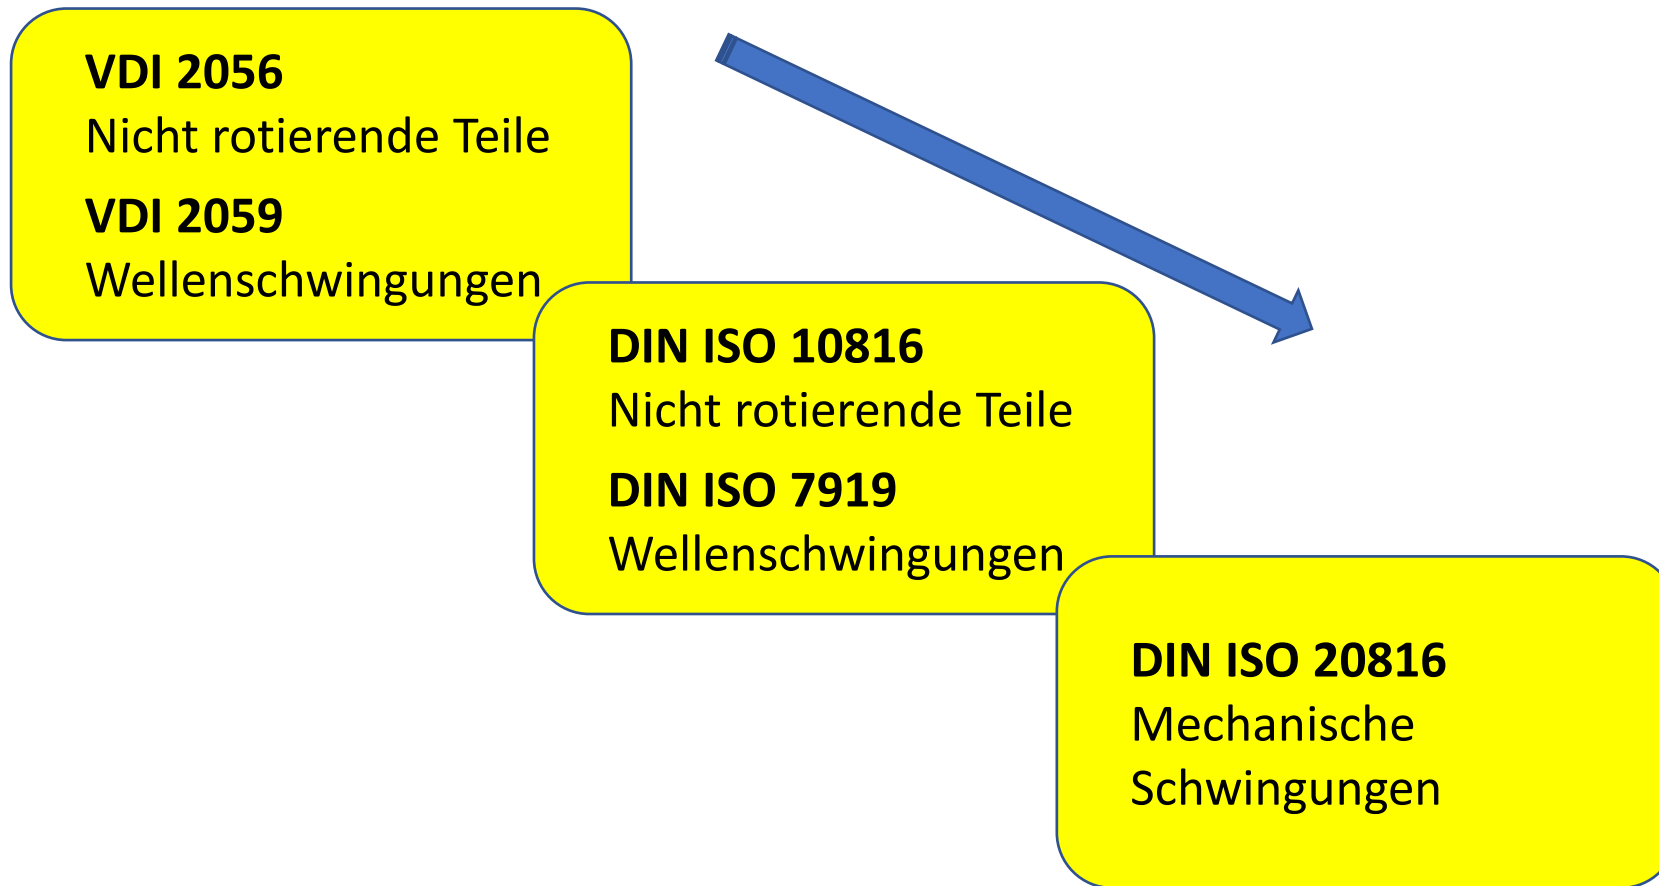 VDI 2056
Nicht rotierende Teile
VDI 2059
Wellenschwingungen
DIN ISO 10816
Nicht rotierende Teile
DIN ISO 7919
Wellenschwingungen
DIN ISO 20816
Mechanische
Schwingungen